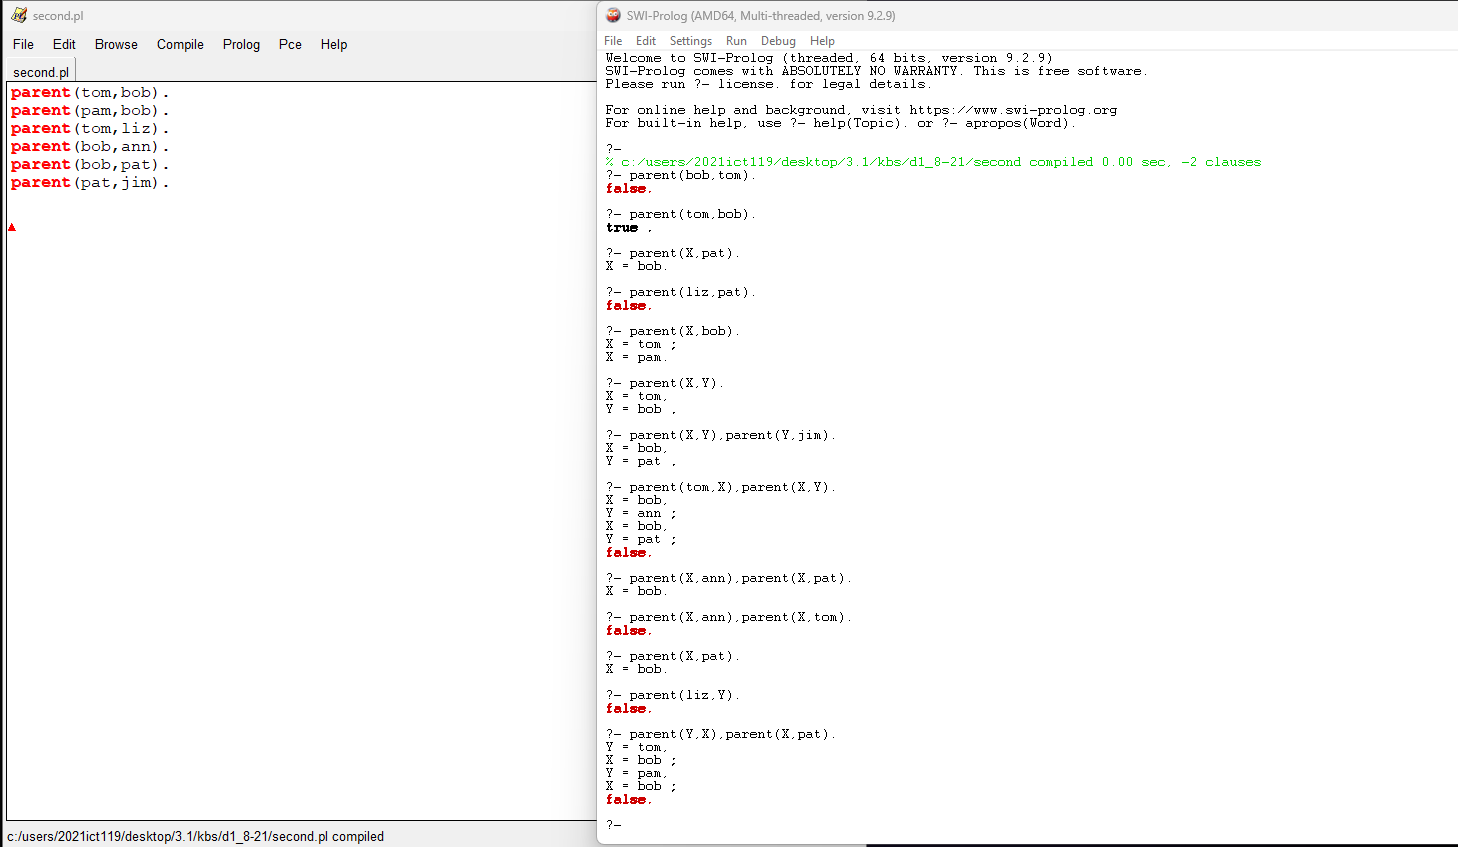 second.pl
File Edit Browse Compile Prolog Pce Help
second.pl
parent(tom,bob).
parent(pam,bob).
parent(tom,liz).
parent(bob,ann).
parent(bob,pat).
parent(pat,jim).
c:/users/2021ict119/desktop/3.1/kbs/d1_8-21/second.pl compiled
SWI-Prolog (AMD64, Multi-threaded, version 9.2.9)
File Edit Settings Run Debug Help
Welcome to SWI-Prolog (threaded, 64 bits, version 9.2.9)
SWI-Prolog comes with ABSOLUTELY NO WARRANTY. This is free software.
Please run ?- license. for legal details.
For online help and background, visit https://www.swi-prolog.org
For built-in help, use ?- help(Topic). or ?- apropos(Word).
?-
% c:/users/2021ict119/desktop/3.1/kbs/d1_8-21/second compiled 0.00 sec, -2 clauses
?- parent(bob,tom).
false.
?- parent(tom,bob).
true .
?- parent(X,pat).
X = bob.
?- parent(liz,pat).
false.
?- parent(X,bob).
X = tom ;
X = pam.
?- parent(X,Y).
X = tom,
Y = bob .
?- parent(X,Y),parent(Y,jim).
X = bob,
Y = pat .
?- parent(tom,X),parent(X,Y).
X = bob,
Y = ann ;
X = bob,
Y = pat ;
false.
?- parent(X,ann),parent(X,pat).
X = bob.
?- parent(X,ann),parent(X,tom).
false.
?- parent(X,pat).
X = bob.
?- parent(liz,Y).
false.
?- parent(Y,X),parent(X,pat).
Y = tom,
X = bob ;
Y = pam,
X = bob ;
false.
?-